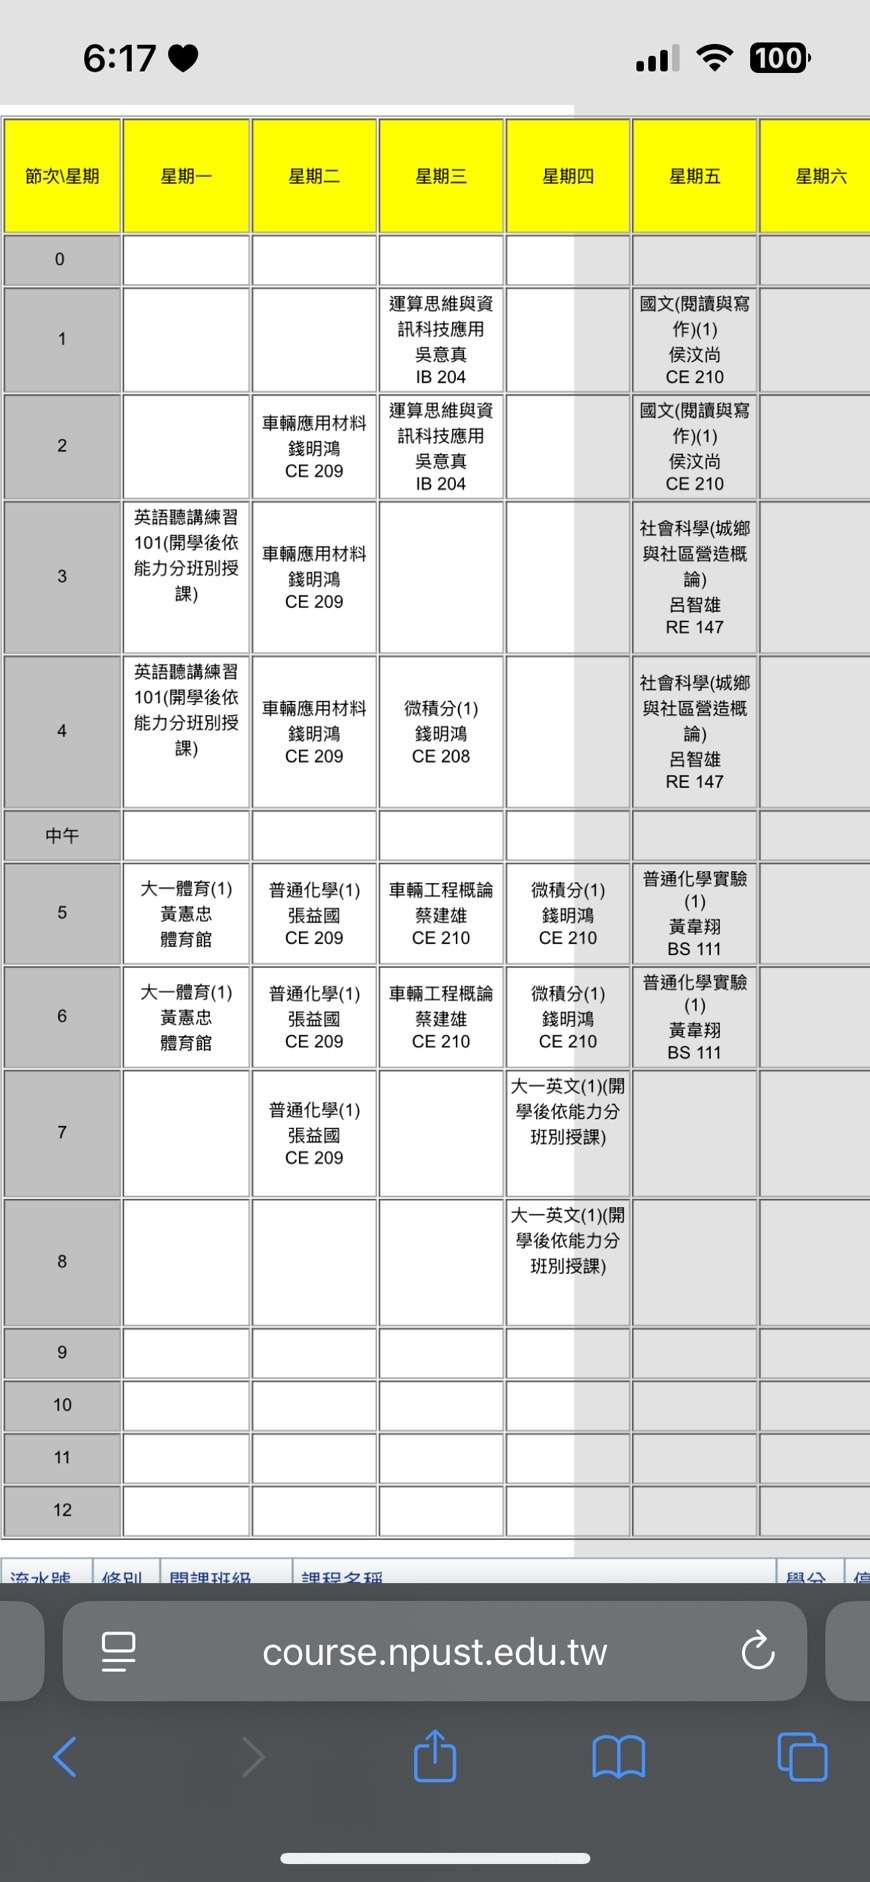 6:17
100
節次\星期 星期一 星期二 星期三 星期四 星期五 星期六
0
1
運算思維與資
訊科技應用
吳意真
IB 204
國文(閱讀與寫
作)(1)
侯汶尚
CE 210
2
車輛應用材料
錢明鴻
CE 209
運算思維與資
訊科技應用
吳意真
IB 204
國文(閱讀與寫
作)(1)
侯汶尚
CE 210
3
英語聽講練習
101(開學後依
能力分班別授
課)
車輛應用材料
錢明鴻
CE 209
社會科學(城鄉
與社區營造概
論)
呂智雄
RE 147
4
英語聽講練習
101(開學後依
能力分班別授
課)
車輛應用材料
錢明鴻
CE 209
微積分(1)
錢明鴻
CE 208
社會科學(城鄉
與社區營造概
論)
呂智雄
RE 147
中午
5
大一體育(1)
黃憲忠
體育館
普通化學(1)
張益國
CE 209
車輛工程概論
蔡建雄
CE 210
微積分(1)
錢明鴻
CE 210
普通化學實驗
(1)
黃韋翔
BS 111
6
大一體育(1)
黃憲忠
體育館
普通化學(1)
張益國
CE 209
車輛工程概論
蔡建雄
CE 210
微積分(1)
錢明鴻
CE 210
普通化學實驗
(1)
黃韋翔
BS 111
7
普通化學(1)
張益國
CE 209
大一英文(1)(開
學後依能力分
班別授課)
8
大一英文(1)(開
學後依能力分
班別授課)
9
10
11
12
流水號 修別 開課班級 課程名稱 學分 停
course.npust.edu.tw